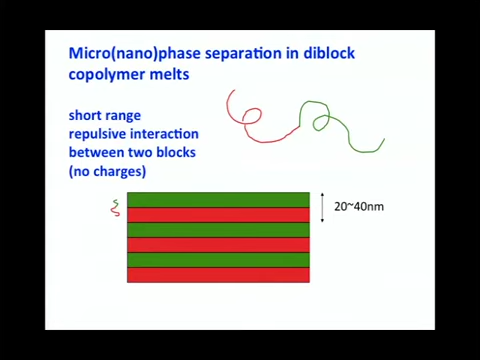 Micro(nano)phase separation in diblock
copolymer melts
short range
repulsive interaction
between two blocks
(no charges)
20~40nm